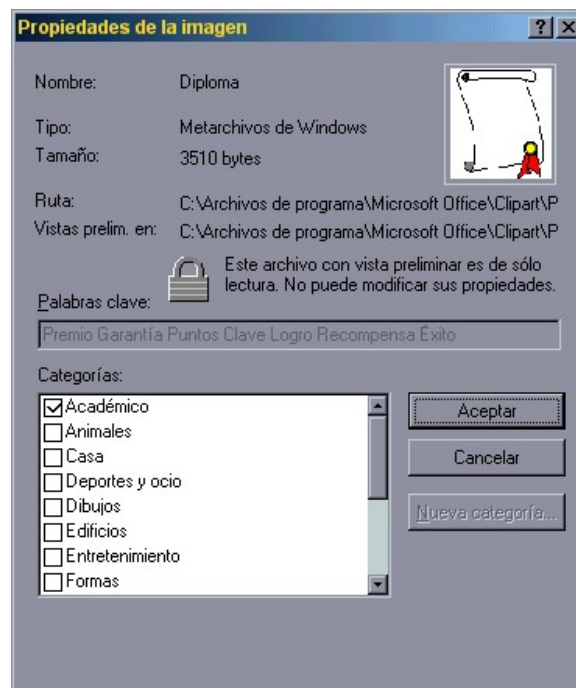 Propiedades de la imagen
Nombre: Diploma
Tipo: Metarchivos de Windows
Tamaño: 3510 bytes
Ruta: C:\Archivos de programa\Microsoft Office\Clipart\P
Vistas prelim. en: C:\Archivos de programa\Microsoft Office\Clipart\P
Este archivo con vista preliminar es de sólo
lectura. No puede modificar sus propiedades.
Palabras clave:
Premio Garantía Puntos Clave Logro Recompensa Éxito
Categorías:
Académico
Animales
Casa
Deportes y ocio
Dibujos
Edificios
Entretenimiento
Formas
Aceptar
Cancelar
Nueva categoría...